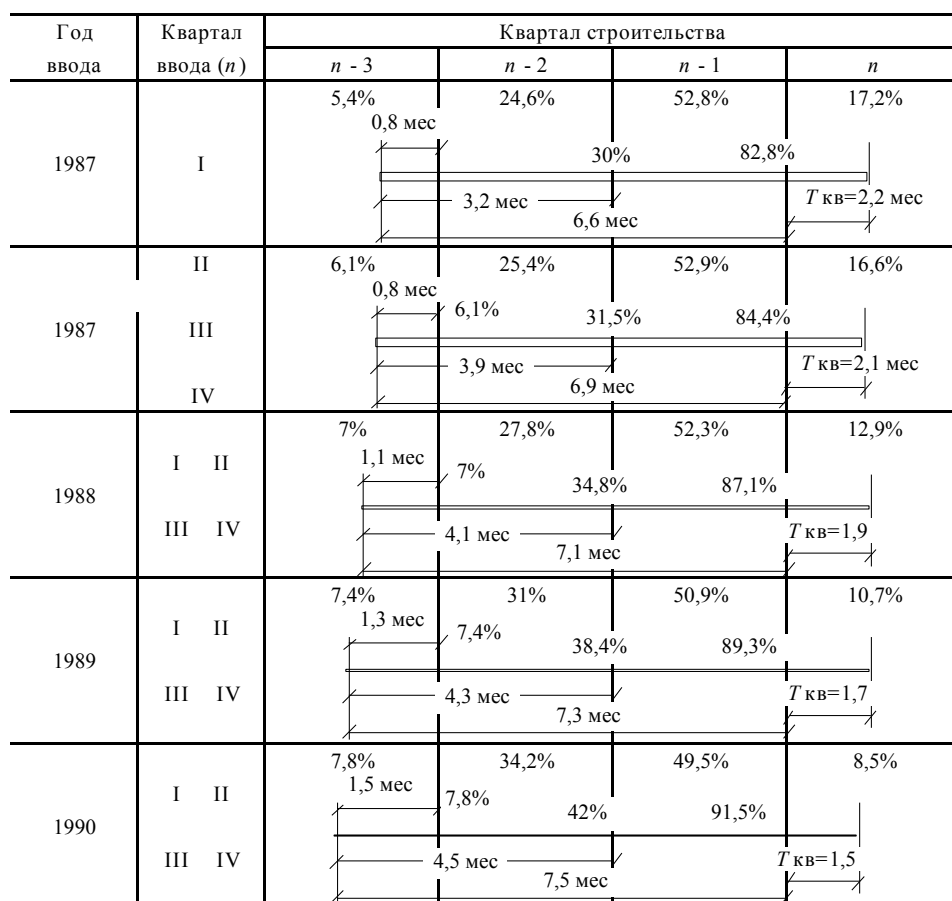 Год Квартал Квартал строительства
ввода ввода (n) n - 3 n - 2 n - 1 n
5,4% 24,6% 52,8% 17,2%
0,8 мес
1987 I 30% 82,8%
3,2 мес T кв=2,2 мес
6,6 мес
II 6,1% 25,4% 52,9% 16,6%
0,8 мес
6,1% 31,5% 84,4%
1987 III
3,9 мес T кв=2,1 мес
IV 6,9 мес
7% 27,8% 52,3% 12,9%
I II 1,1 мес 7%
1988 34,8% 87,1%
III IV 4,1 мес T кв=1,9
7,1 мес
7,4% 31% 50,9% 10,7%
I II 1,3 мес 7,4%
1989 38,4% 89,3%
III IV 4,3 мес T кв=1,7
7,3 мес
7,8% 34,2% 49,5% 8,5%
I II 1,5 мес 7,8%
1990 42% 91,5%
III IV 4,5 мес T кв=1,5
7,5 мес